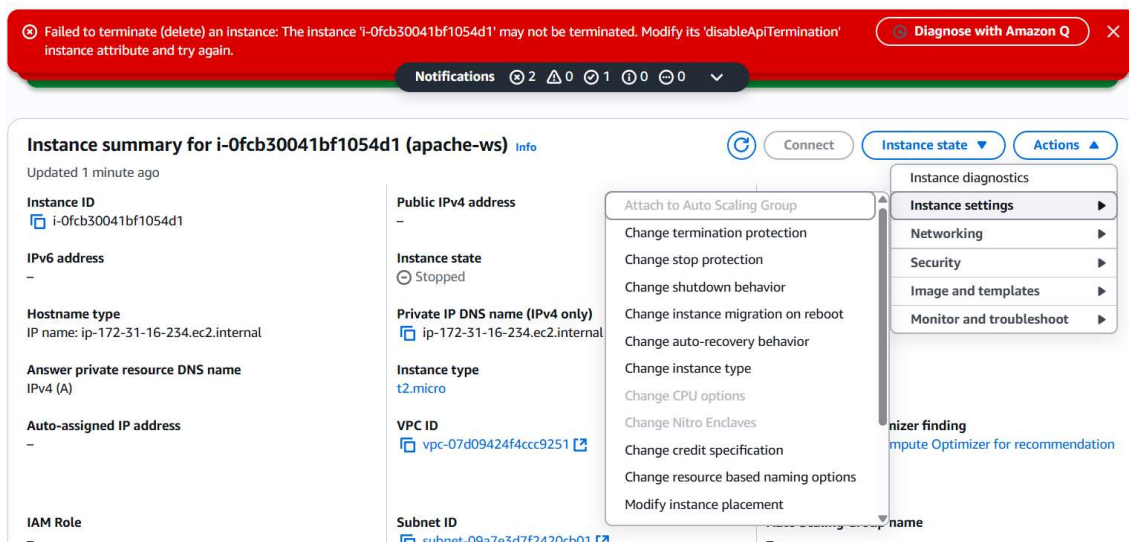 Failed to terminate (delete) an instance: The instance 'i-0fcb30041bf1054d1' may not be terminated. Modify its 'disableApiTermination'
instance attribute and try again.
Diagnose with Amazon Q
Notifications 2 0 1 0 0
Instance summary for i-0fcb30041bf1054d1 (apache-ws) Info
Updated 1 minute ago
Connect
Instance state
Actions
Instance diagnostics
Instance settings
Networking
Security
Image and templates
Monitor and troubleshoot
Attach to Auto Scaling Group
Change termination protection
Change stop protection
Change shutdown behavior
Change instance migration on reboot
Change auto-recovery behavior
Change instance type
Change CPU options
Change Nitro Enclaves
Change credit specification
Change resource based naming options
Modify instance placement
Instance ID
i-0fcb30041bf1054d1
Public IPv4 address
–
IPv6 address
–
Instance state
Stopped
Hostname type
IP name: ip-172-31-16-234.ec2.internal
Private IP DNS name (IPv4 only)
ip-172-31-16-234.ec2.internal
Answer private resource DNS name
IPv4 (A)
Instance type
t2.micro
Auto-assigned IP address
–
VPC ID
vpc-07d09424f4ccc9251
nizer finding
mpute Optimizer for recommendation
IAM Role
–
Subnet ID
subnet-09a7e3d7f2420cb01
name
–